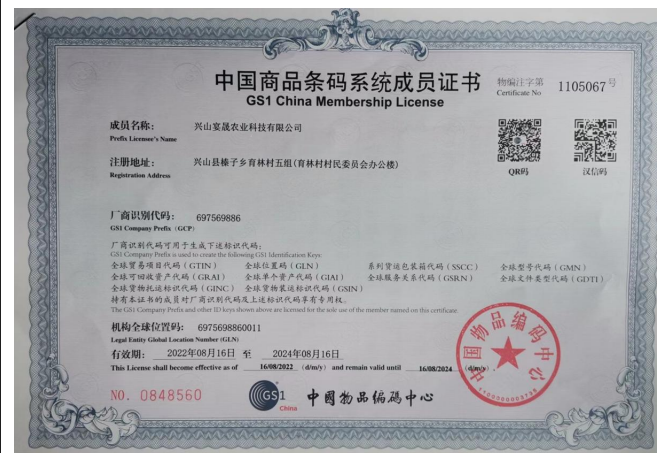 中国商品条码系统成员证书
GS1 China Membership License
物编注字第 1105067 号
Certificate No
成员名称： 兴山宴晟农业科技有限公司
Prefix Licensee's Name
注册地址： 兴山县榛子乡育林村五组(育林村村民委员会办公楼)
Registration Address
QR码 汉信码
厂商识别代码： 697569886
GS1 Company Prefix (GCP)
厂商识别代码可用于生成下述标识代码：
GS1 Company Prefix is used to create the following GS1 Identification Keys:
全球贸易项目代码（GTIN） 全球位置码（GLN） 系列货运包装箱代码（SSCC） 全球型号代码（GMN）
全球可回收资产代码（GRAI） 全球单个资产代码（GIAI） 全球服务关系代码（GSRN） 全球文件类型代码（GDTI）
全球货物托运标识代码（GINC） 全球货物装运标识代码（GSIN）
持有本证书的成员对厂商识别代码及上述标识代码享有专用权。
The GS1 Company Prefix and other ID keys shown above are licensed for the sole use of the member named on this certificate.
机构全球位置码： 6975698860011
Legal Entity Global Location Number (GLN)
有效期： 2022年08月16日 至 2024年08月16日
This License shall become effective as of 16/08/2022 (d/m/y) and remain valid until 16/08/2024 (d/m/y).
NO. 0848560
GS1
China
中國物品編碼中心
中国物品编码中心